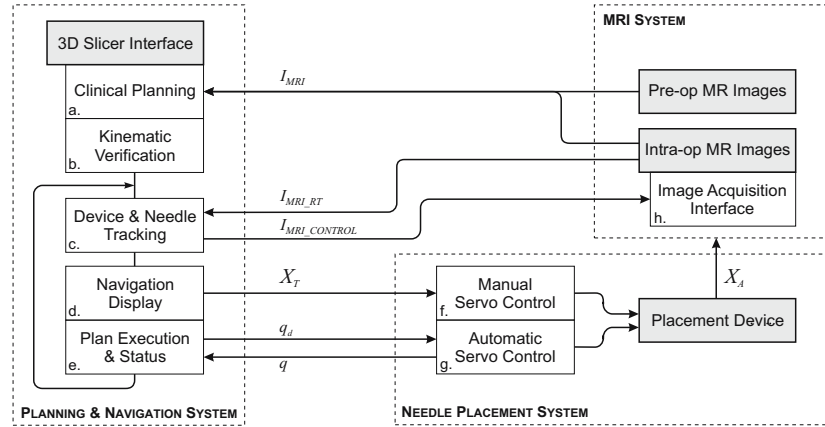 MRI SYSTEM
3D Slicer Interface
Clinical Planning
a.
Kinematic
Verification
b.
Device & Needle
Tracking
c.
Navigation
Display
d.
Plan Execution
& Status
e.
PLANNING & NAVIGATION SYSTEM
I_MRI
I_MRI_RT
I_MRI_CONTROL
X_T
q_d
q
Pre-op MR Images
Intra-op MR Images
Image Acquisition
Interface
h.
X_A
Manual
Servo Control
f.
Automatic
Servo Control
g.
Placement Device
NEEDLE PLACEMENT SYSTEM